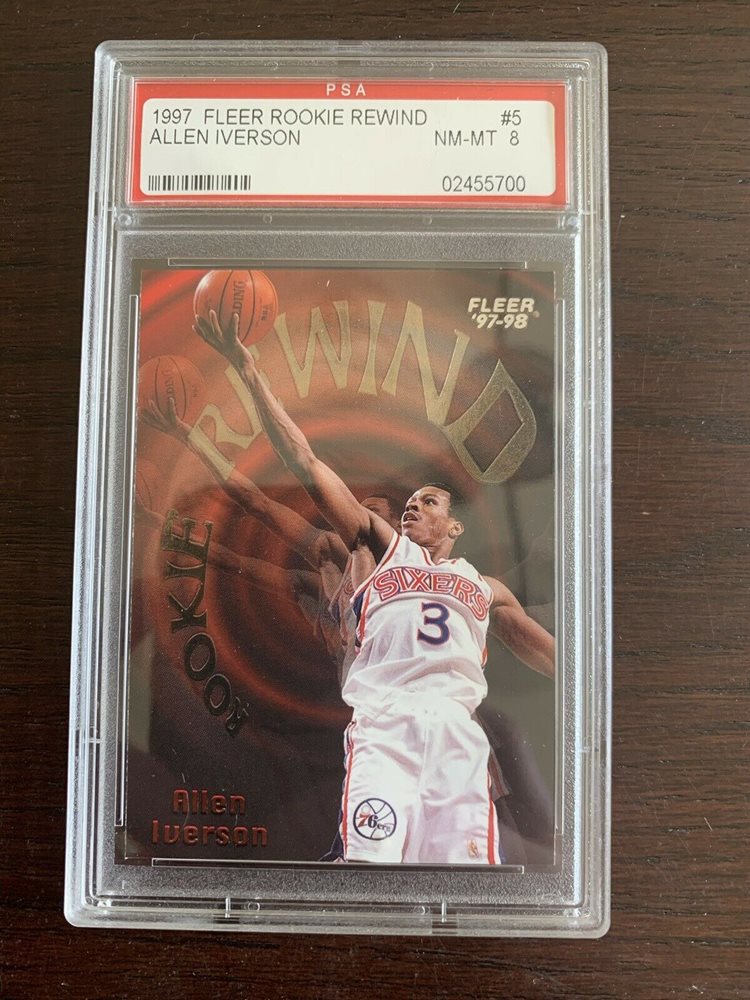 PSA
1997 FLEER ROOKIE REWIND #5
ALLEN IVERSON NM-MT 8
02455700
FLEER
'97-98
ROOKIE
REWIND
SPALDING
SIXERS
3
76ers
Allen
Iverson